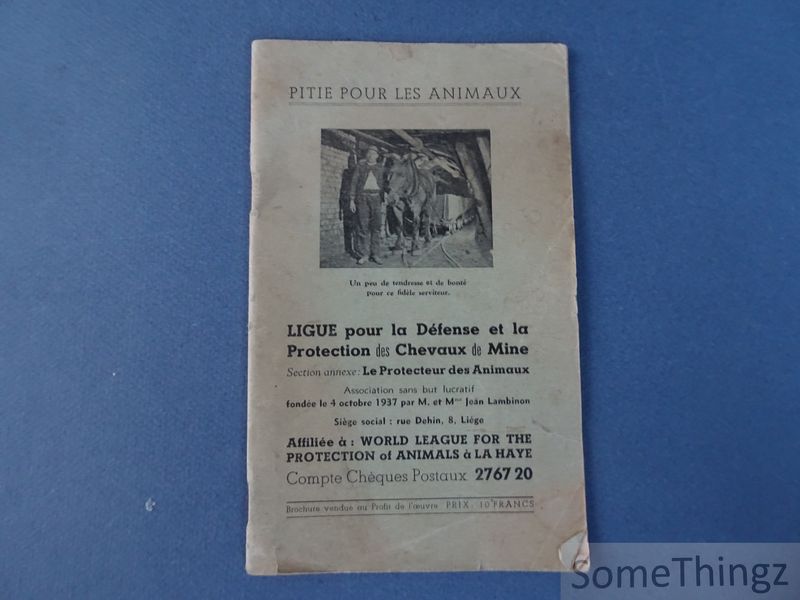 PITIE POUR LES ANIMAUX
Un peu de tendresse et de bonté
pour ce fidèle serviteur.
LIGUE pour la Défense et la
Protection des Chevaux de Mine
Section annexe: Le Protecteur des Animaux
Association sans but lucratif
fondée le 4 octobre 1937 par M. et Mme Jean Lambinon
Siège social : rue Dehin, 8, Liége
Affiliée à : WORLD LEAGUE FOR THE
PROTECTION of ANIMALS à LA HAYE
Compte Chèques Postaux 2767 20
Brochure vendue au Profit de l'œuvre PRIX: 10 FRANCS
SomeThingz